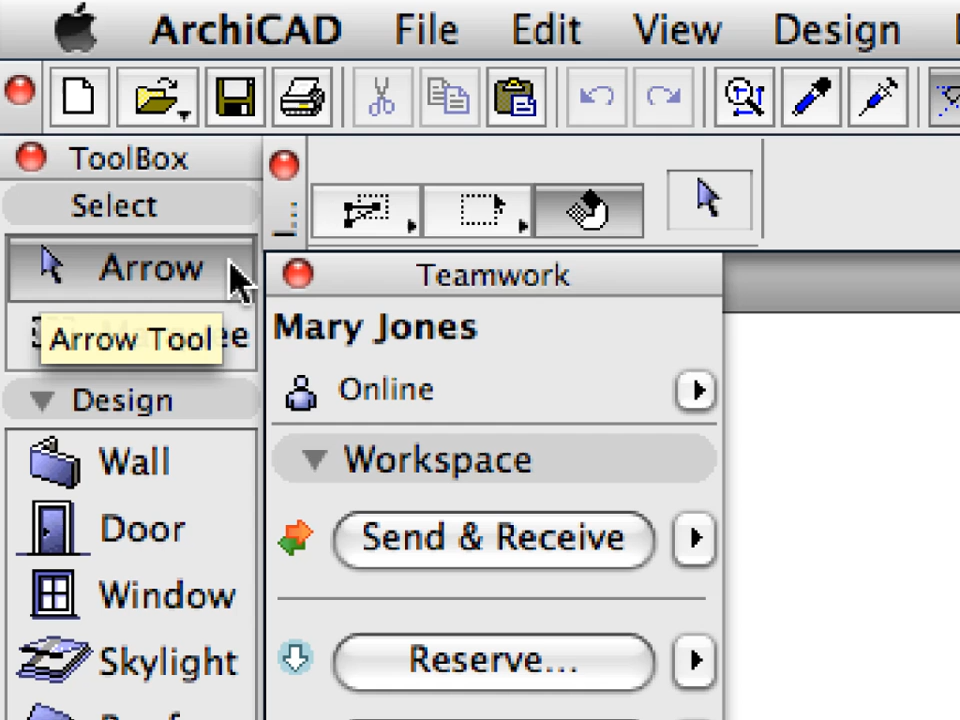 ArchiCAD File Edit View Design
ToolBox
Select
Arrow
Arrow Tool
Design
Wall
Door
Window
Skylight
Teamwork
Mary Jones
Online
Workspace
Send & Receive
Reserve...